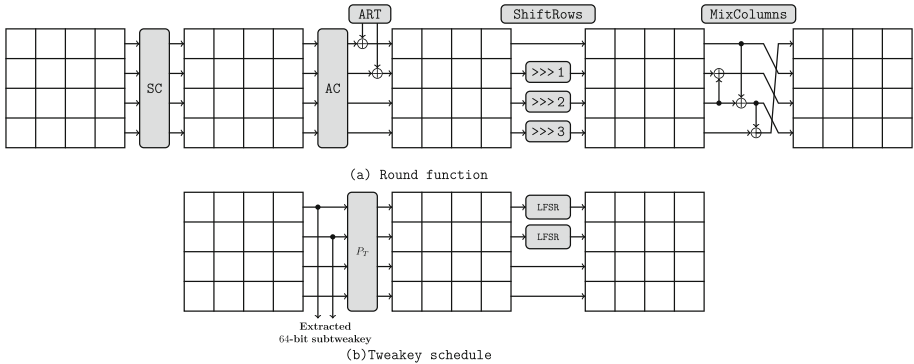 ART
ShiftRows
MixColumns
SC
AC
>>> 1
>>> 2
>>> 3
(a) Round function
P_T
LFSR
LFSR
Extracted
64-bit subtweakey
(b)Tweakey schedule